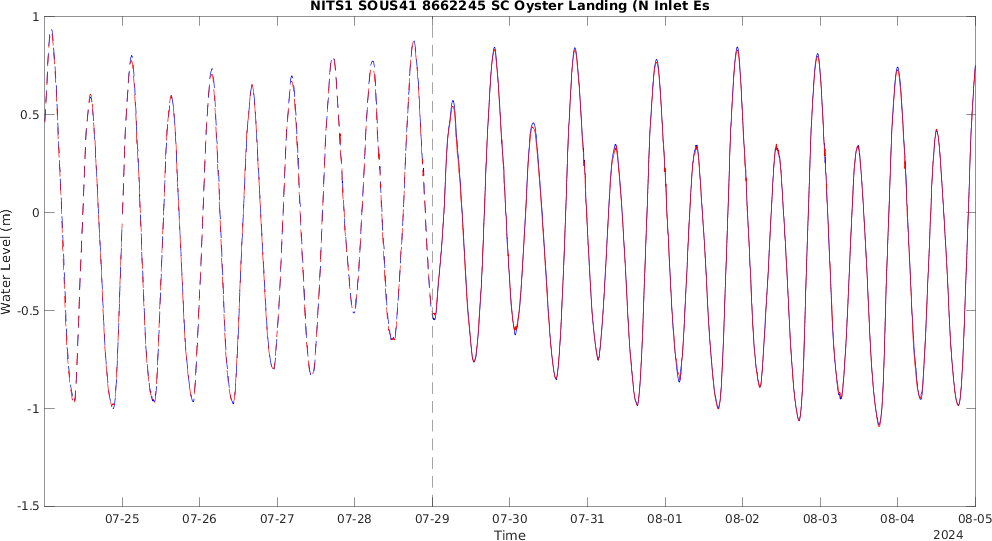 NITS1 SOUS41 8662245 SC Oyster Landing (N Inlet Es
1
0.5
0
-0.5
-1
-1.5
Water Level (m)
07-25 07-26 07-27 07-28 07-29 07-30 07-31 08-01 08-02 08-03 08-04 08-05
Time
2024